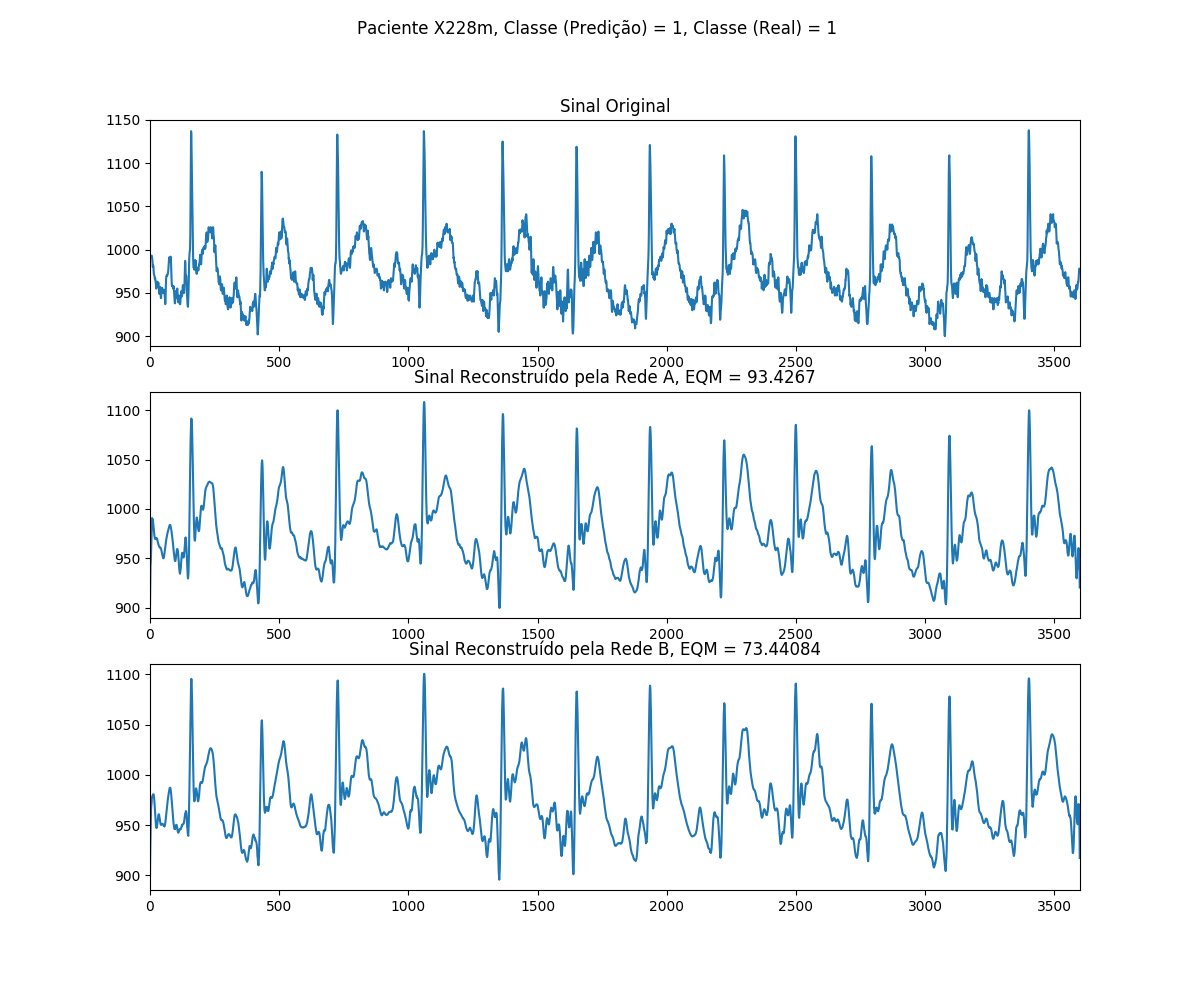 Paciente X228m, Classe (Predição) = 1, Classe (Real) = 1
Sinal Original
1150
1100
1050
1000
950
900
0 500 1000 1500 2000 2500 3000 3500
Sinal Reconstruído pela Rede A, EQM = 93.4267
1100
1050
1000
950
900
0 500 1000 1500 2000 2500 3000 3500
Sinal Reconstruído pela Rede B, EQM = 73.44084
1100
1050
1000
950
900
0 500 1000 1500 2000 2500 3000 3500